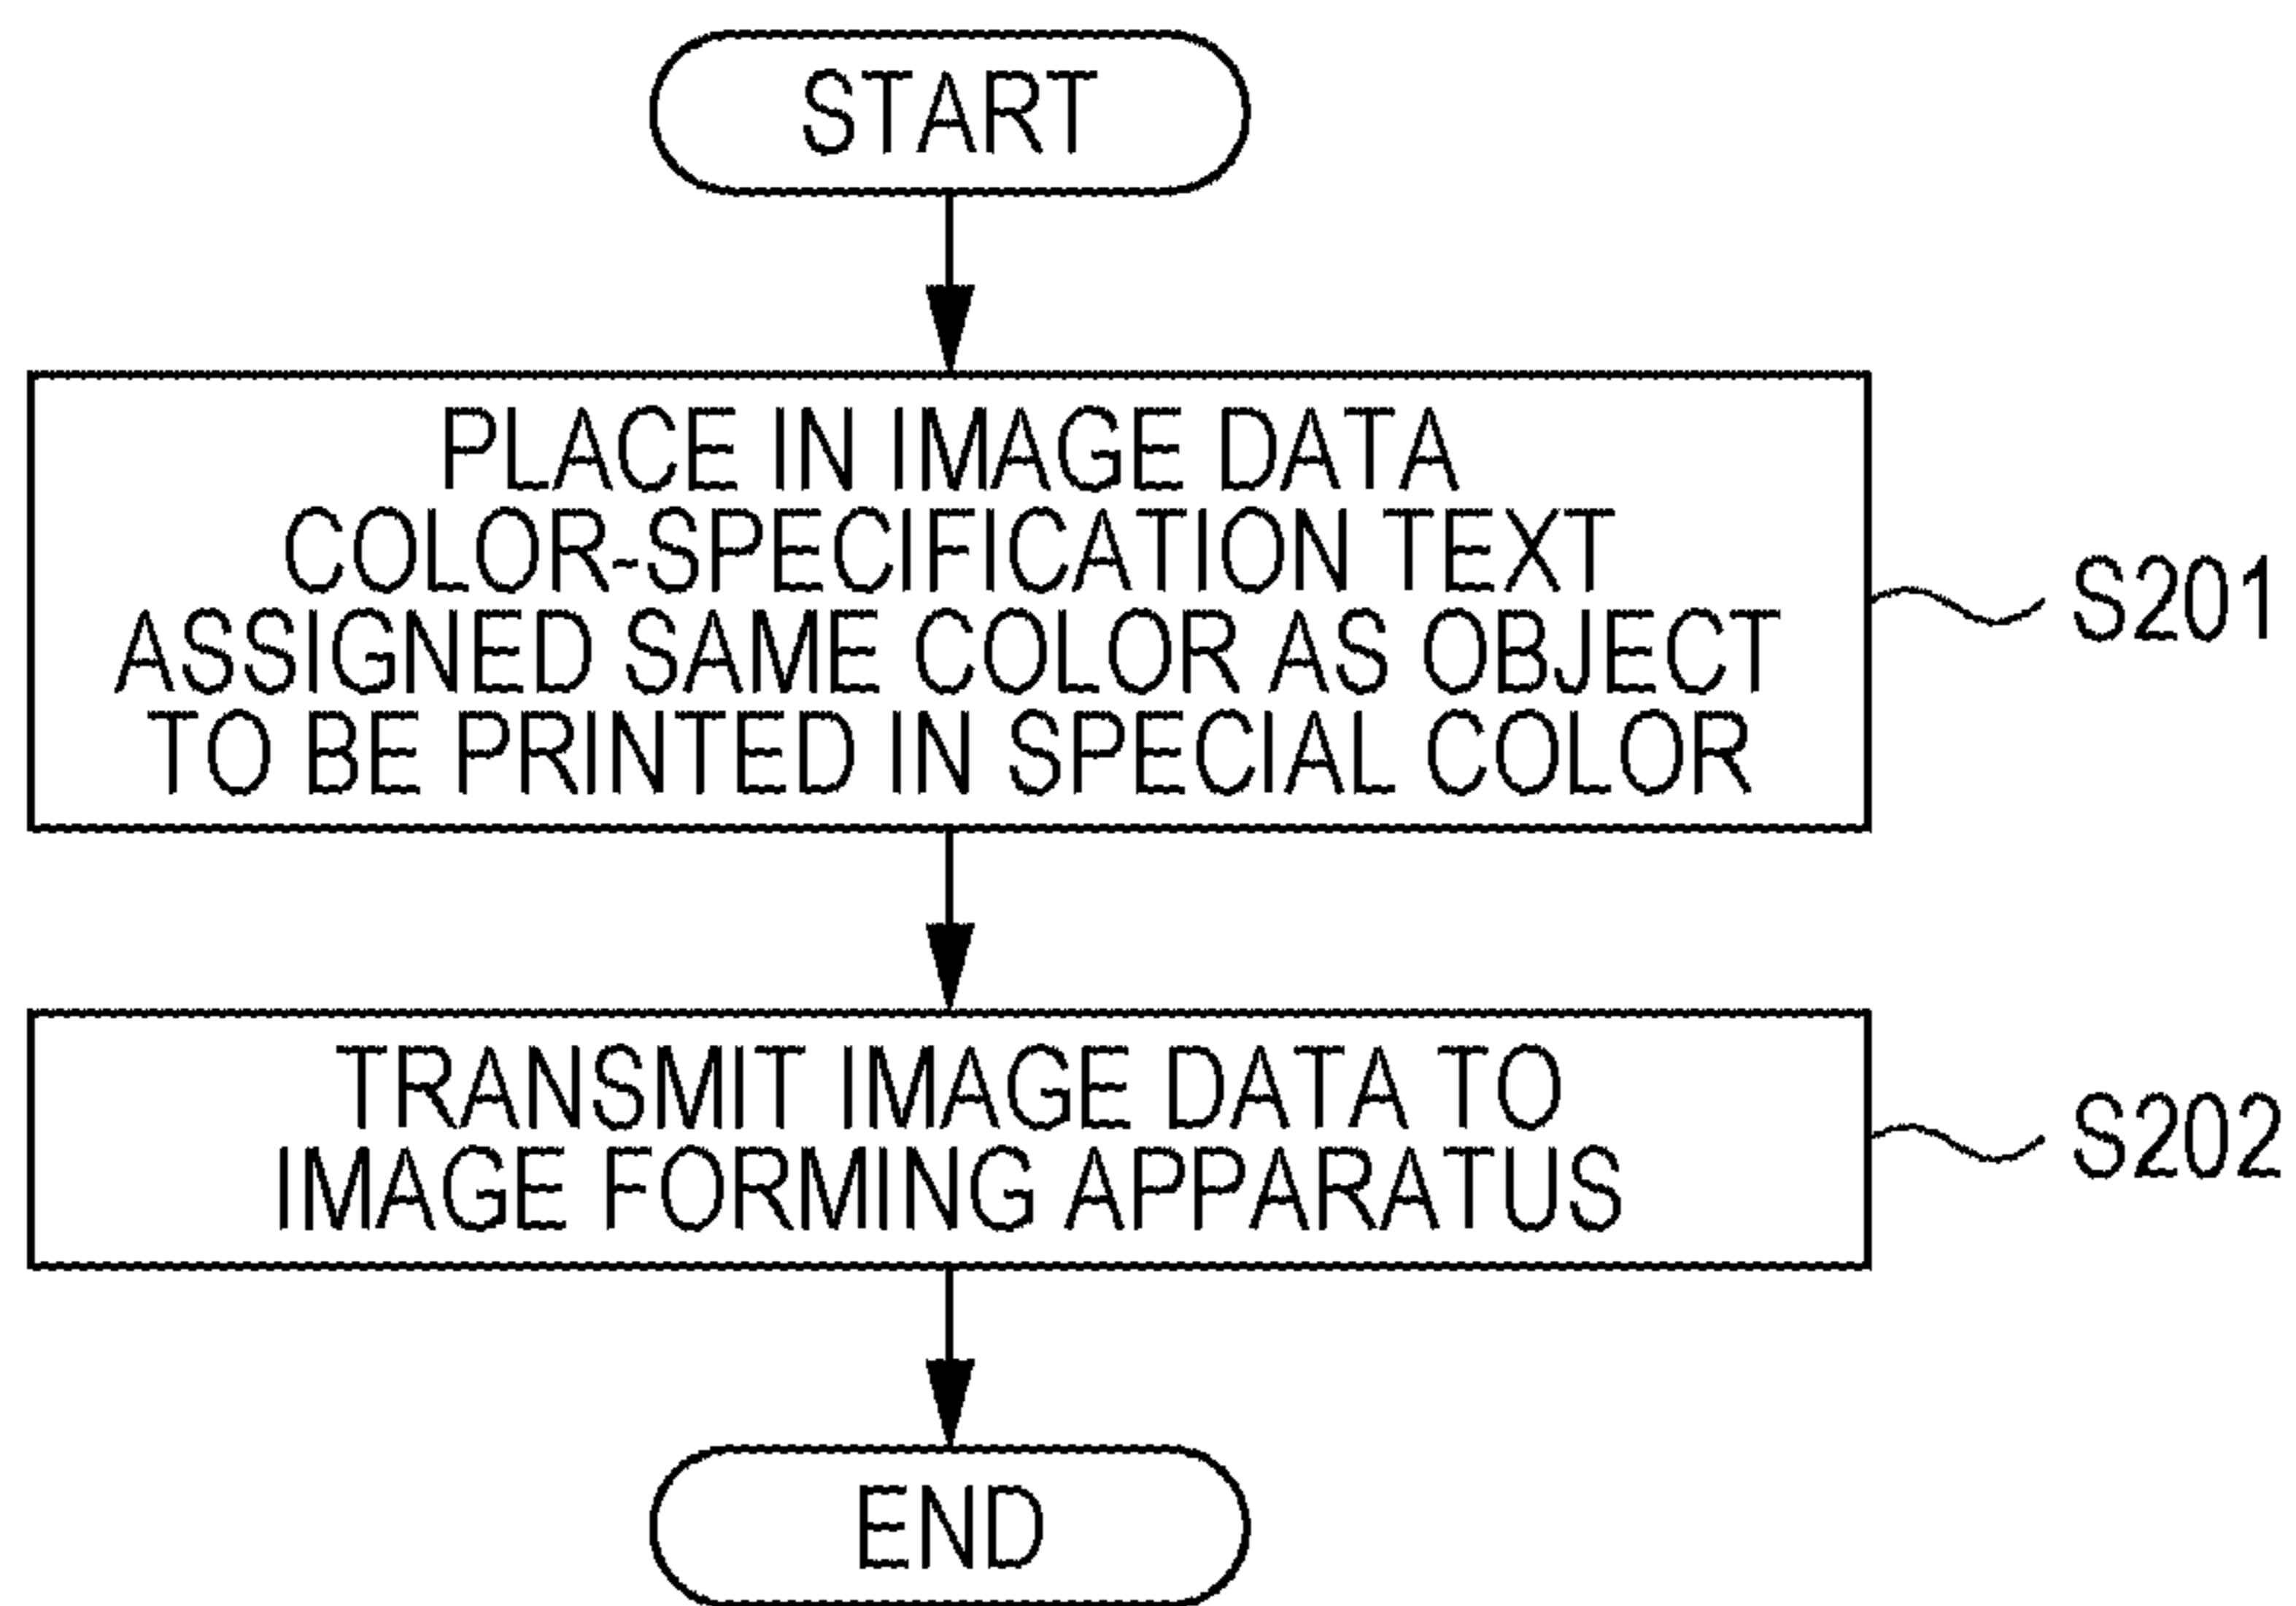 START
PLACE IN IMAGE DATA
COLOR-SPECIFICATION TEXT
ASSIGNED SAME COLOR AS OBJECT
TO BE PRINTED IN SPECIAL COLOR
S201
TRANSMIT IMAGE DATA TO
IMAGE FORMING APPARATUS
S202
END